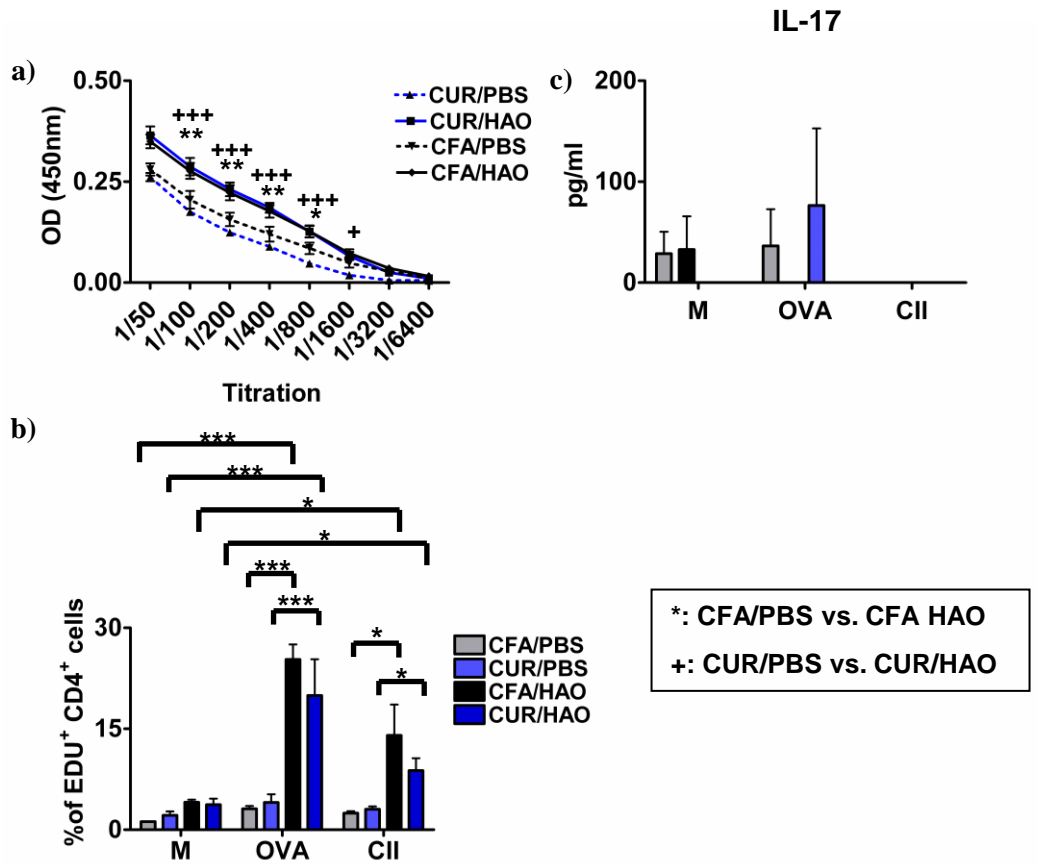 IL-17
a)
OD (450nm)
0.50
0.25
0.00
+++
**
+++
**
+++
**
+++
*
+
CUR/PBS
CUR/HAO
CFA/PBS
CFA/HAO
1/50
1/100
1/200
1/400
1/800
1/1600
1/3200
1/6400
Titration
c)
pg/ml
200
100
0
M OVA CII
b)
***
***
*
*
***
***
*
*
%of EDU+ CD4+ cells
30
15
0
M OVA CII
CFA/PBS
CUR/PBS
CFA/HAO
CUR/HAO
*: CFA/PBS vs. CFA HAO
+: CUR/PBS vs. CUR/HAO